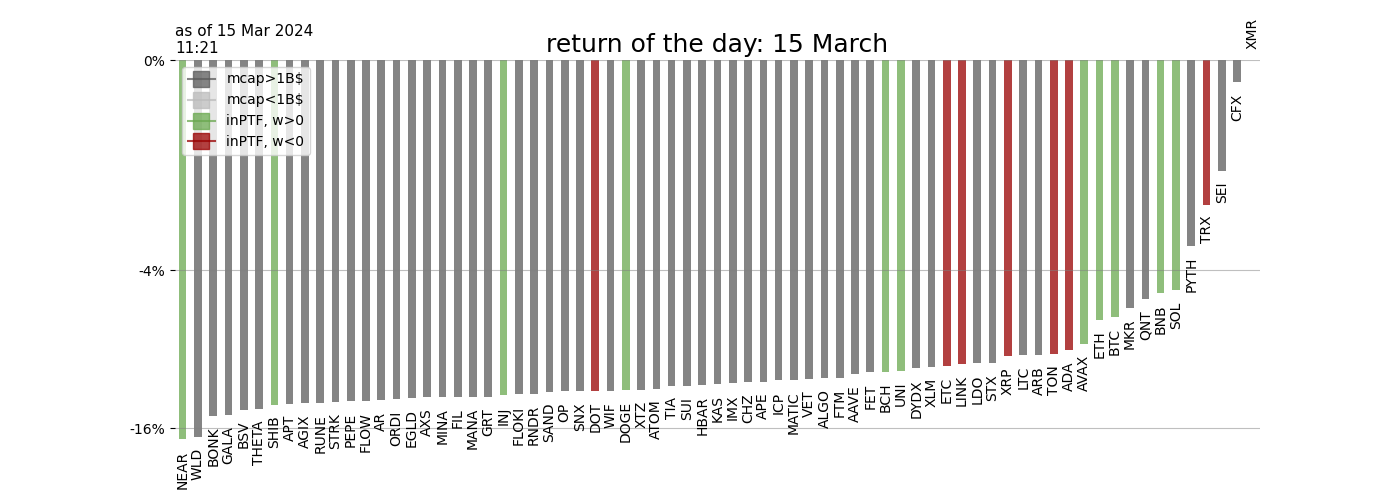 as of 15 Mar 2024
11:21
return of the day: 15 March
XMR
0%
mcap>1B$
mcap<1B$
inPTF, w>0
inPTF, w<0
-4%
-16%
NEAR
WLD
BONK
GALA
BSV
THETA
SHIB
APT
AGIX
RUNE
STRK
PEPE
FLOW
AR
ORDI
EGLD
AXS
MINA
FIL
MANA
GRT
INJ
FLOKI
RNDR
SAND
OP
SNX
DOT
WIF
DOGE
XTZ
ATOM
TIA
SUI
HBAR
KAS
IMX
CHZ
APE
ICP
MATIC
VET
ALGO
FTM
AAVE
FET
BCH
UNI
DYDX
XLM
ETC
LINK
LDO
STX
XRP
LTC
ARB
TON
ADA
AVAX
ETH
BTC
MKR
QNT
BNB
SOL
PYTH
TRX
SEI
CFX